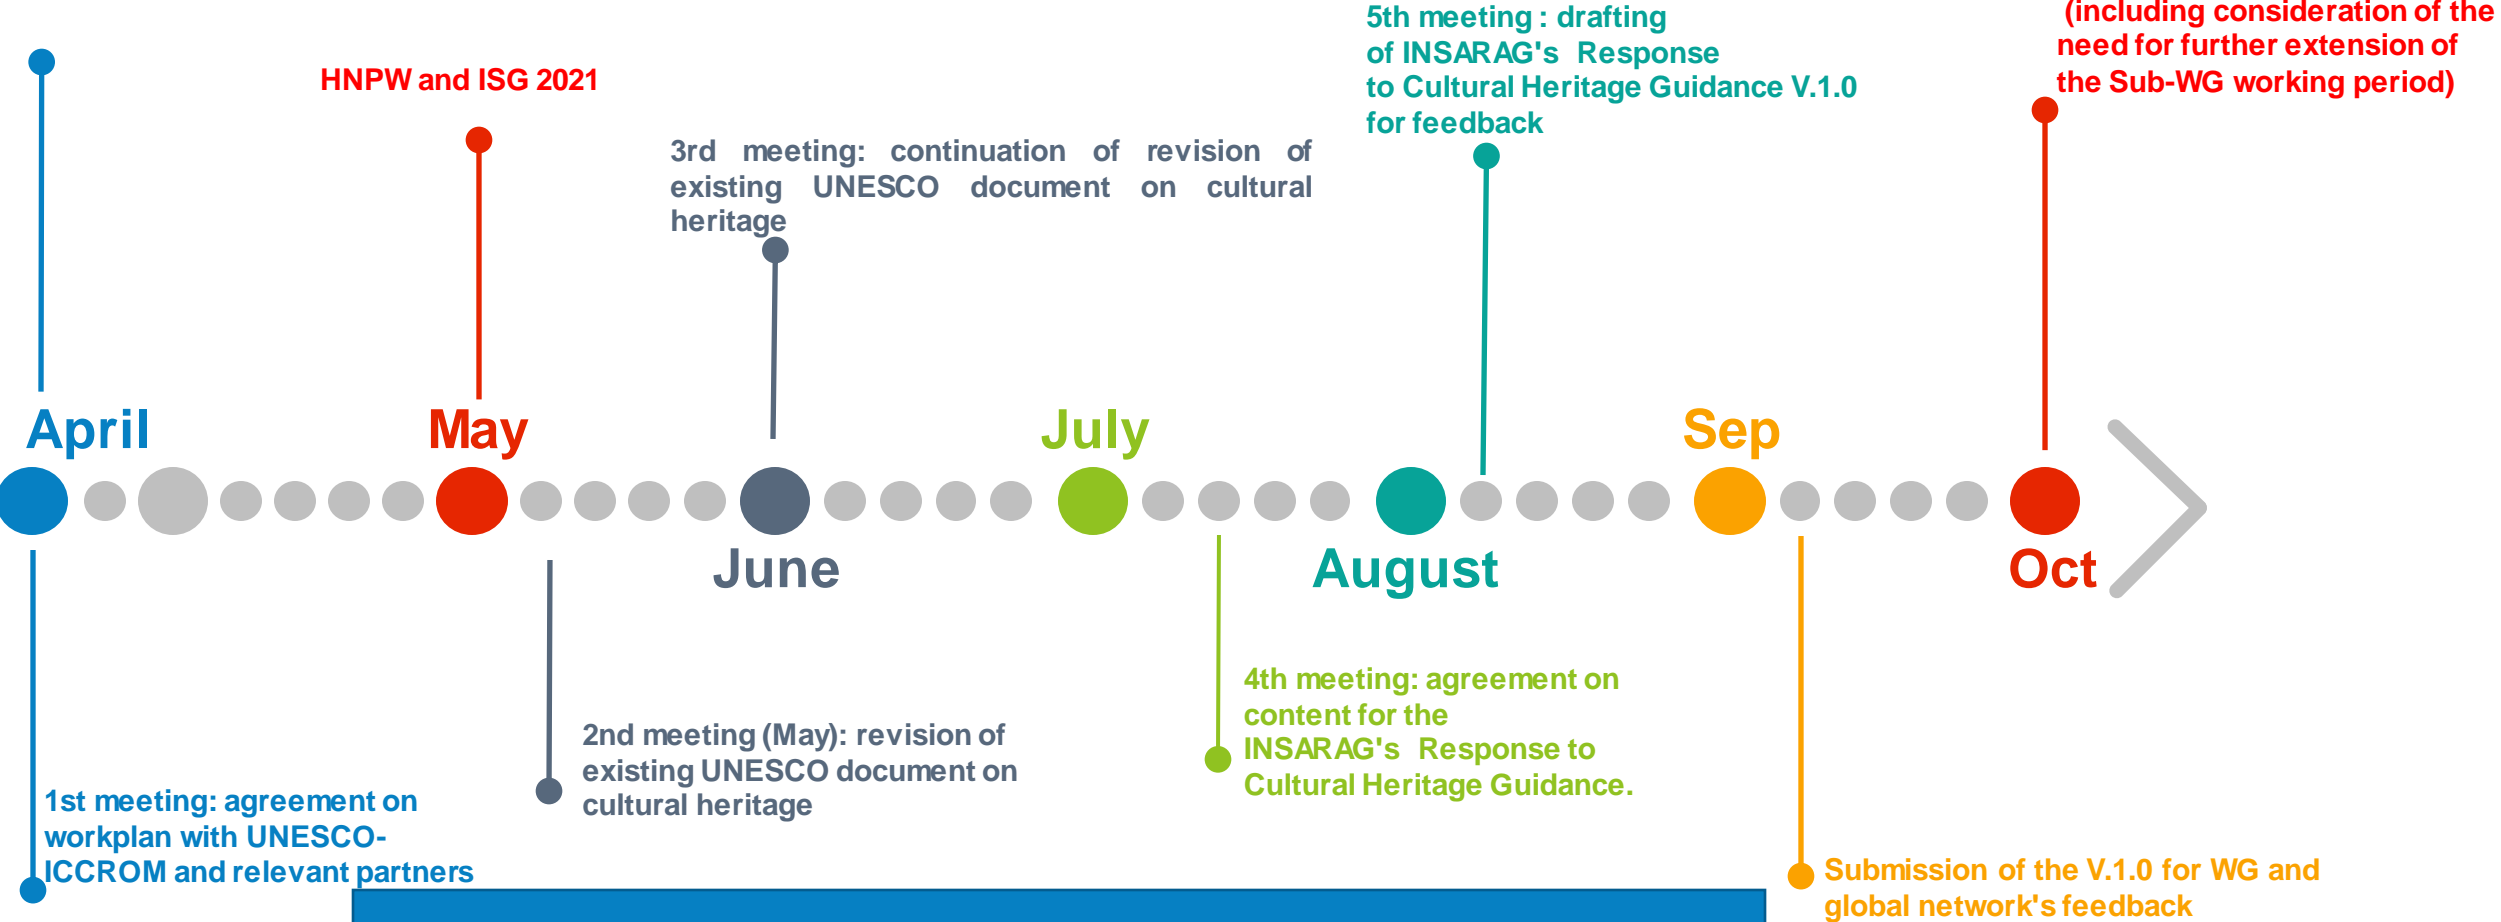 5th meeting : drafting
of INSARAG's Response
to Cultural Heritage Guidance V.1.0
for feedback
(including consideration of the
need for further extension of
the Sub-WG working period)
HNPW and ISG 2021
3rd meeting: continuation of revision of
existing UNESCO document on cultural
heritage
April
May
July
Sep
June
August
Oct
4th meeting: agreement on
content for the
INSARAG's Response to
Cultural Heritage Guidance.
2nd meeting (May): revision of
existing UNESCO document on
cultural heritage
1st meeting: agreement on
workplan with UNESCO-
ICCROM and relevant partners
Submission of the V.1.0 for WG and
global network's feedback